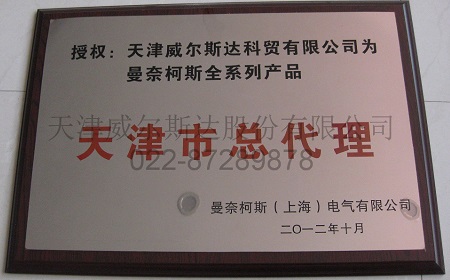 授权：天津威尔斯达科贸有限公司为
曼奈柯斯全系列产品
天津威尔斯达股份有限公司
天津市总代理
022-87289878
曼奈柯斯（上海）电气有限公司
二〇一二年十月